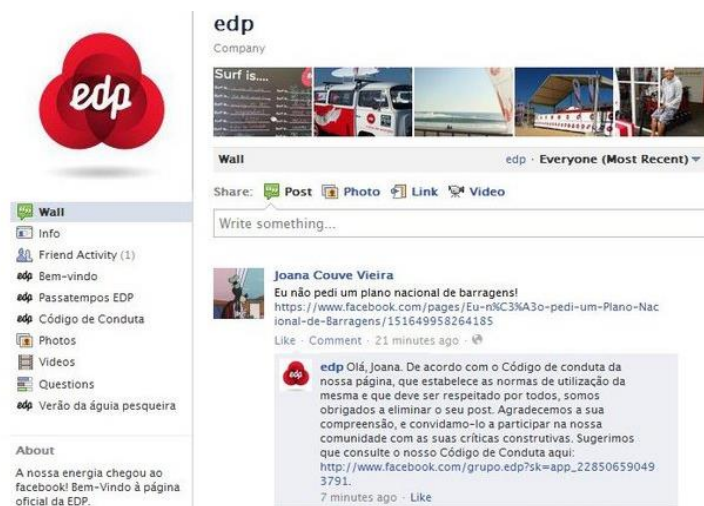 edp
edp
Company
Surf is....
Wall
edp · Everyone (Most Recent)
Share: Post Photo Link Video
Write something...
Wall
Info
Friend Activity (1)
edp Bem-vindo
edp Passatempos EDP
edp Código de Conduta
Photos
Videos
Questions
edp Verão da águia pesqueira
About
A nossa energia chegou ao
facebook! Bem-Vindo à página
oficial da EDP.
Joana Couve Vieira
Eu não pedi um plano nacional de barragens!
https://www.facebook.com/pages/Eu-n%C3%A3o-pedi-um-Plano-Nac
ional-de-Barragens/151649958264185
Like · Comment · 21 minutes ago ·
edp
edp Olá, Joana. De acordo com o Código de conduta da
nossa página, que estabelece as normas de utilização da
mesma e que deve ser respeitado por todos, somos
obrigados a eliminar o seu post. Agradecemos a sua
compreensão, e convidamo-lo a participar na nossa
comunidade com as suas críticas construtivas. Sugerimos
que consulte o nosso Código de Conduta aqui:
http://www.facebook.com/grupo.edp?sk=app_22850659049
3791.
7 minutes ago · Like